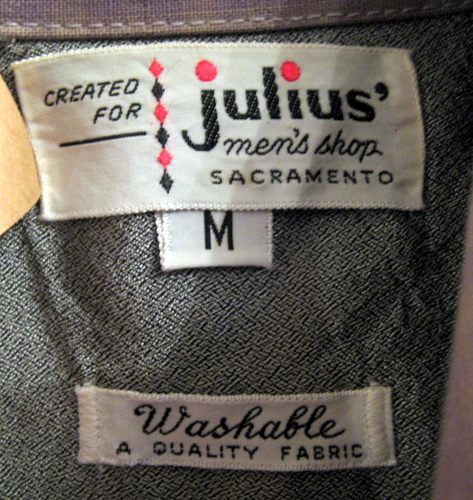 CREATED
FOR
julius'
men's shop
SACRAMENTO
M
Washable
A QUALITY FABRIC